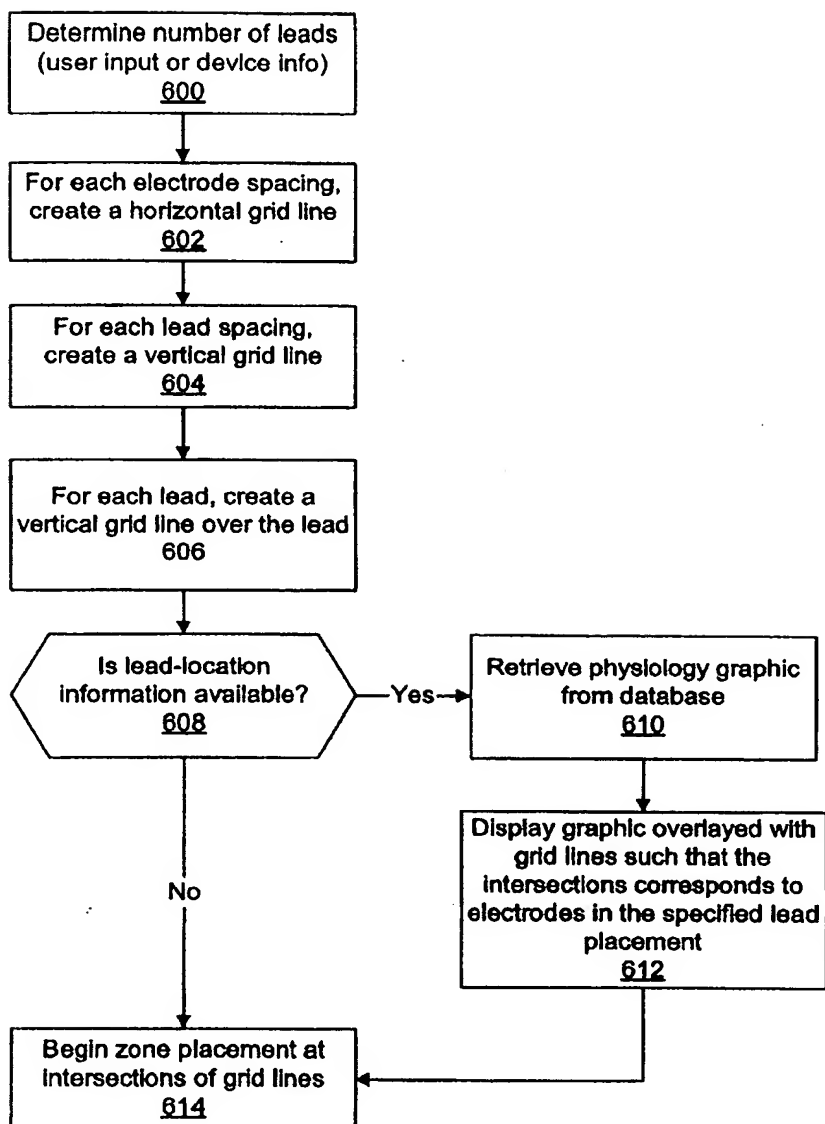 Determine number of leads
(user input or device info)
600
For each electrode spacing,
create a horizontal grid line
602
For each lead spacing,
create a vertical grid line
604
For each lead, create a
vertical grid line over the lead
606
Is lead-location
information available?
608
Yes
Retrieve physiology graphic
from database
610
Display graphic overlayed with
grid lines such that the
intersections corresponds to
electrodes in the specified lead
placement
612
No
Begin zone placement at
intersections of grid lines
614